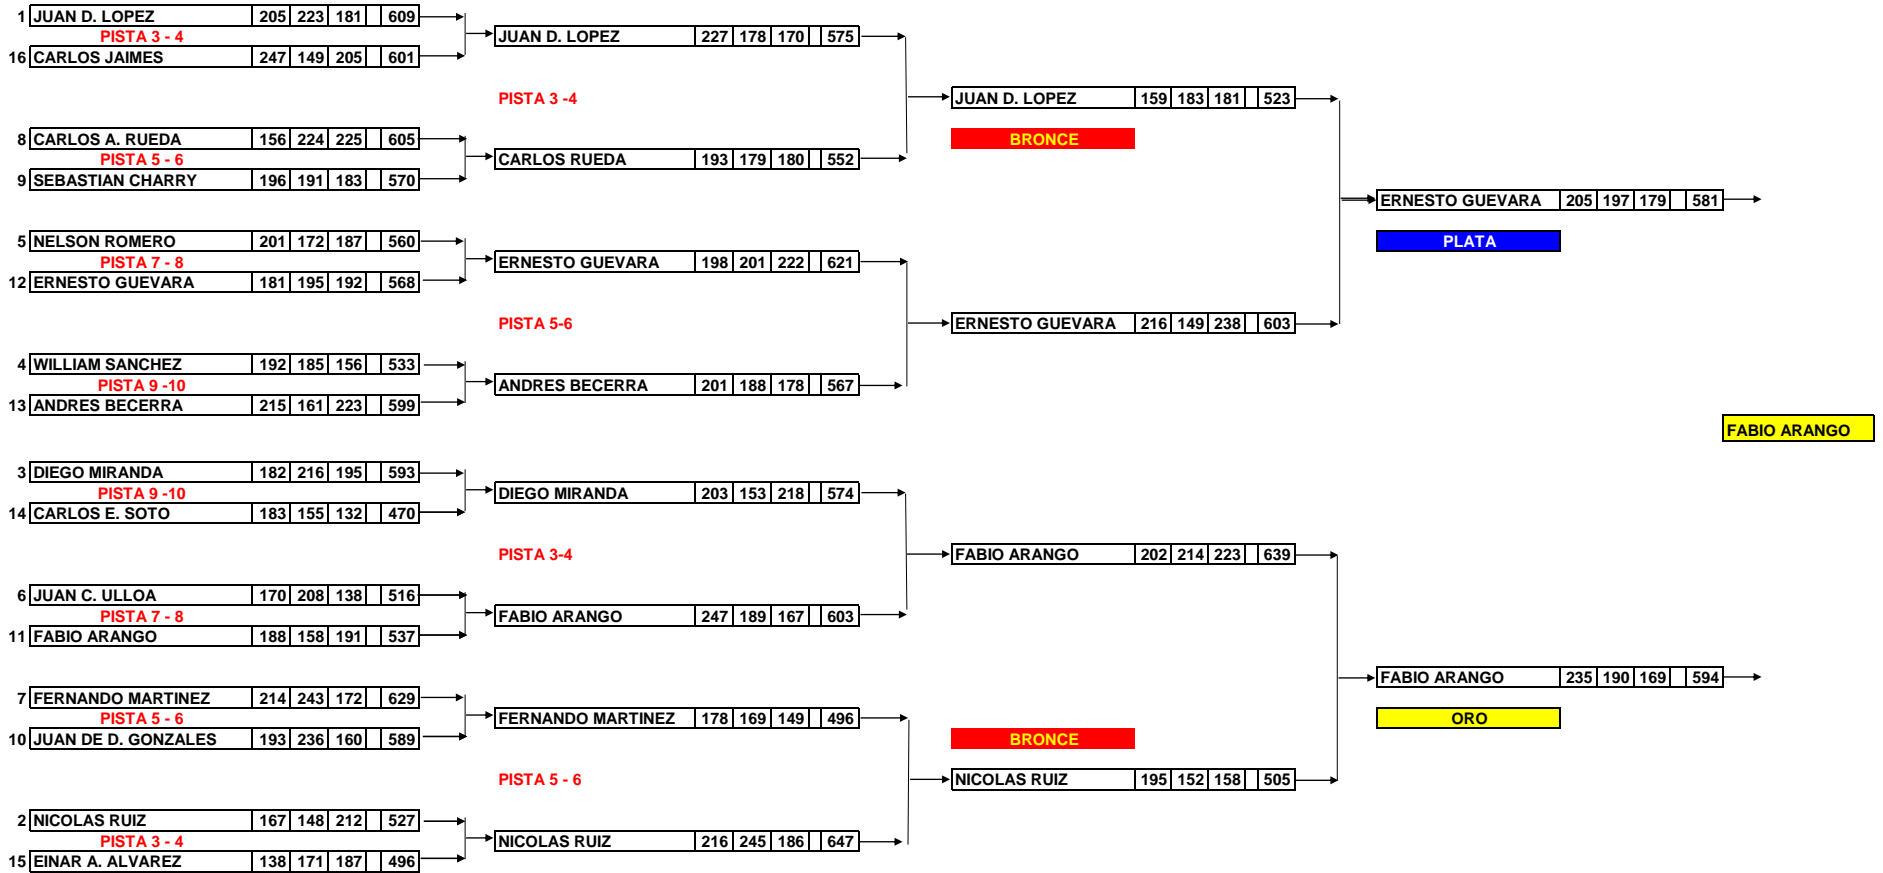 1 JUAN D. LOPEZ 205 223 181 609
PISTA 3 - 4
16 CARLOS JAIMES 247 149 205 601
8 CARLOS A. RUEDA 156 224 225 605
PISTA 5 - 6
9 SEBASTIAN CHARRY 196 191 183 570
5 NELSON ROMERO 201 172 187 560
PISTA 7 - 8
12 ERNESTO GUEVARA 181 195 192 568
4 WILLIAM SANCHEZ 192 185 156 533
PISTA 9 -10
13 ANDRES BECERRA 215 161 223 599
3 DIEGO MIRANDA 182 216 195 593
PISTA 9 -10
14 CARLOS E. SOTO 183 155 132 470
6 JUAN C. ULLOA 170 208 138 516
PISTA 7 - 8
11 FABIO ARANGO 188 158 191 537
7 FERNANDO MARTINEZ 214 243 172 629
PISTA 5 - 6
10 JUAN DE D. GONZALES 193 236 160 589
2 NICOLAS RUIZ 167 148 212 527
PISTA 3 - 4
15 EINAR A. ALVAREZ 138 171 187 496
JUAN D. LOPEZ 227 178 170 575
PISTA 3 -4
CARLOS RUEDA 193 179 180 552
ERNESTO GUEVARA 198 201 222 621
PISTA 5-6
ANDRES BECERRA 201 188 178 567
DIEGO MIRANDA 203 153 218 574
PISTA 3-4
FABIO ARANGO 247 189 167 603
FERNANDO MARTINEZ 178 169 149 496
PISTA 5 - 6
NICOLAS RUIZ 216 245 186 647
JUAN D. LOPEZ 159 183 181 523
BRONCE
ERNESTO GUEVARA 216 149 238 603
FABIO ARANGO 202 214 223 639
BRONCE
NICOLAS RUIZ 195 152 158 505
ERNESTO GUEVARA 205 197 179 581
PLATA
FABIO ARANGO 235 190 169 594
ORO
FABIO ARANGO